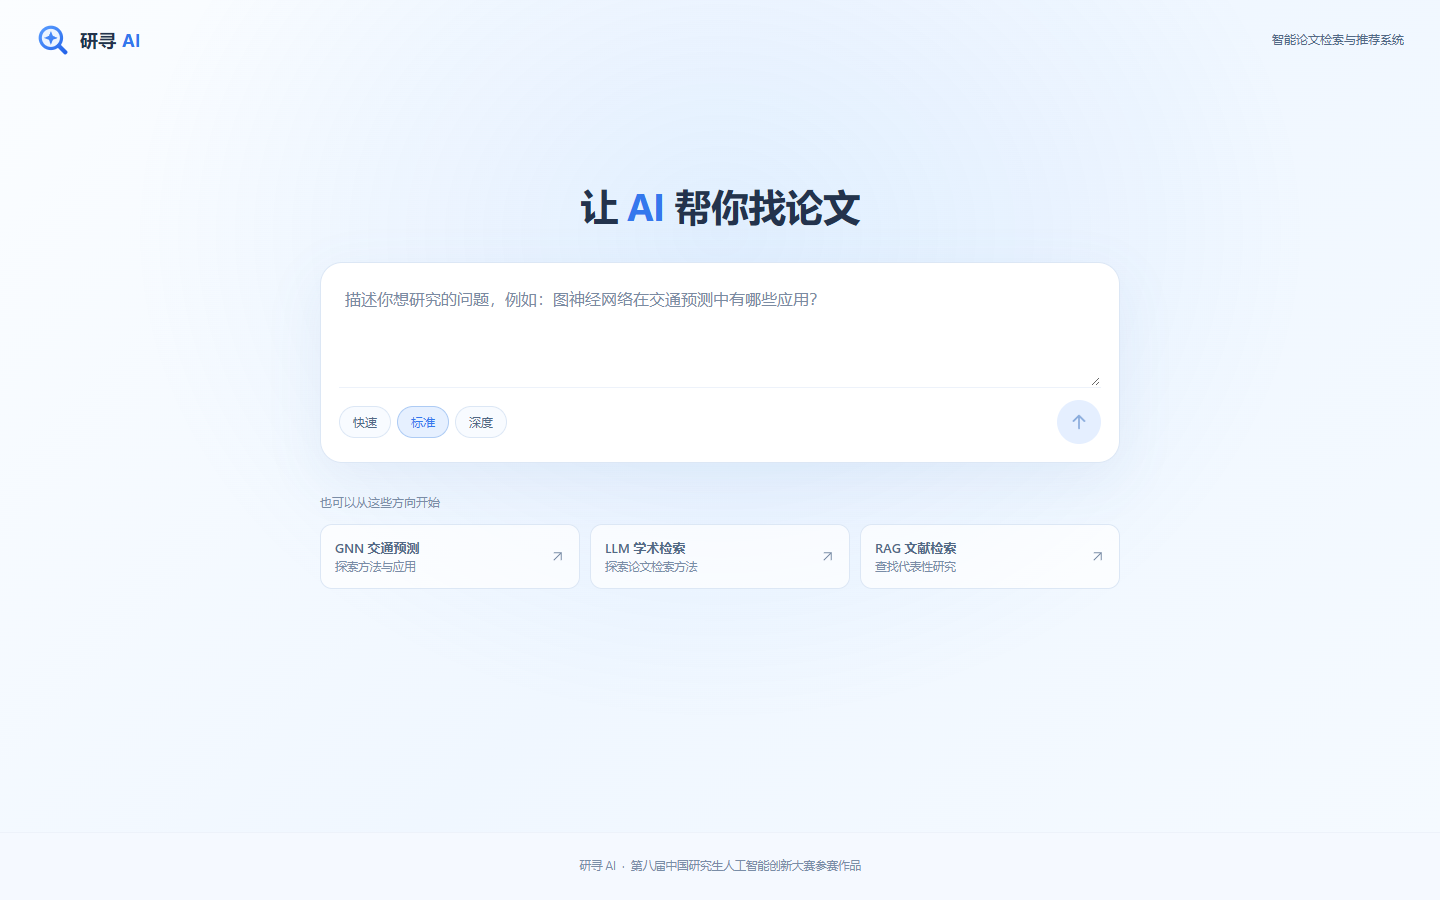 研寻 AI
智能论文检索与推荐系统
让 AI 帮你找论文
描述你想研究的问题，例如：图神经网络在交通预测中有哪些应用？
快速
标准
深度
也可以从这些方向开始
GNN 交通预测
探索方法与应用
LLM 学术检索
探索论文检索方法
RAG 文献检索
查找代表性研究
研寻 AI · 第八届中国研究生人工智能创新大赛参赛作品